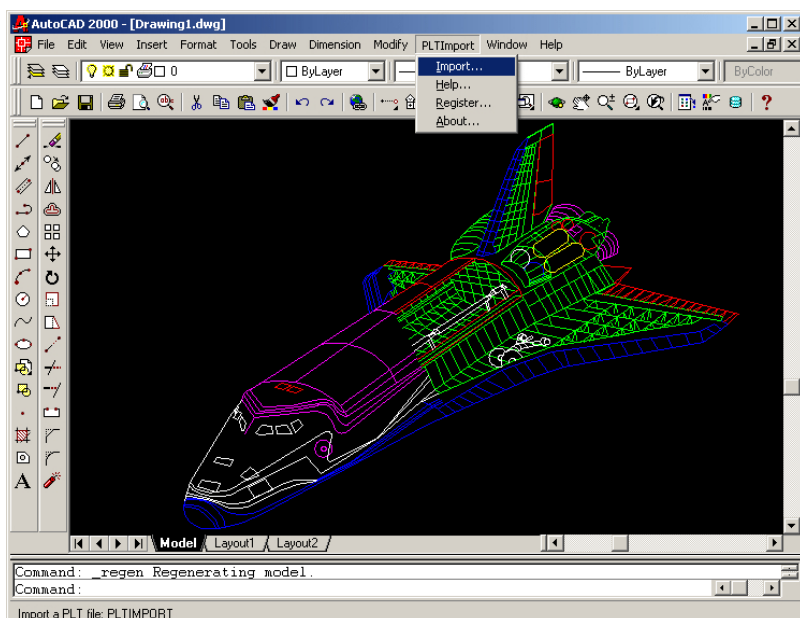 AutoCAD 2000 - [Drawing1.dwg]
File Edit View Insert Format Tools Draw Dimension Modify PLTImport Window Help
0 ByLayer ByLayer ByColor
Import...
Help...
Register...
About...
A
Model Layout1 Layout2
Command: _regen Regenerating model.
Command:
Import a PLT file: PLTIMPORT